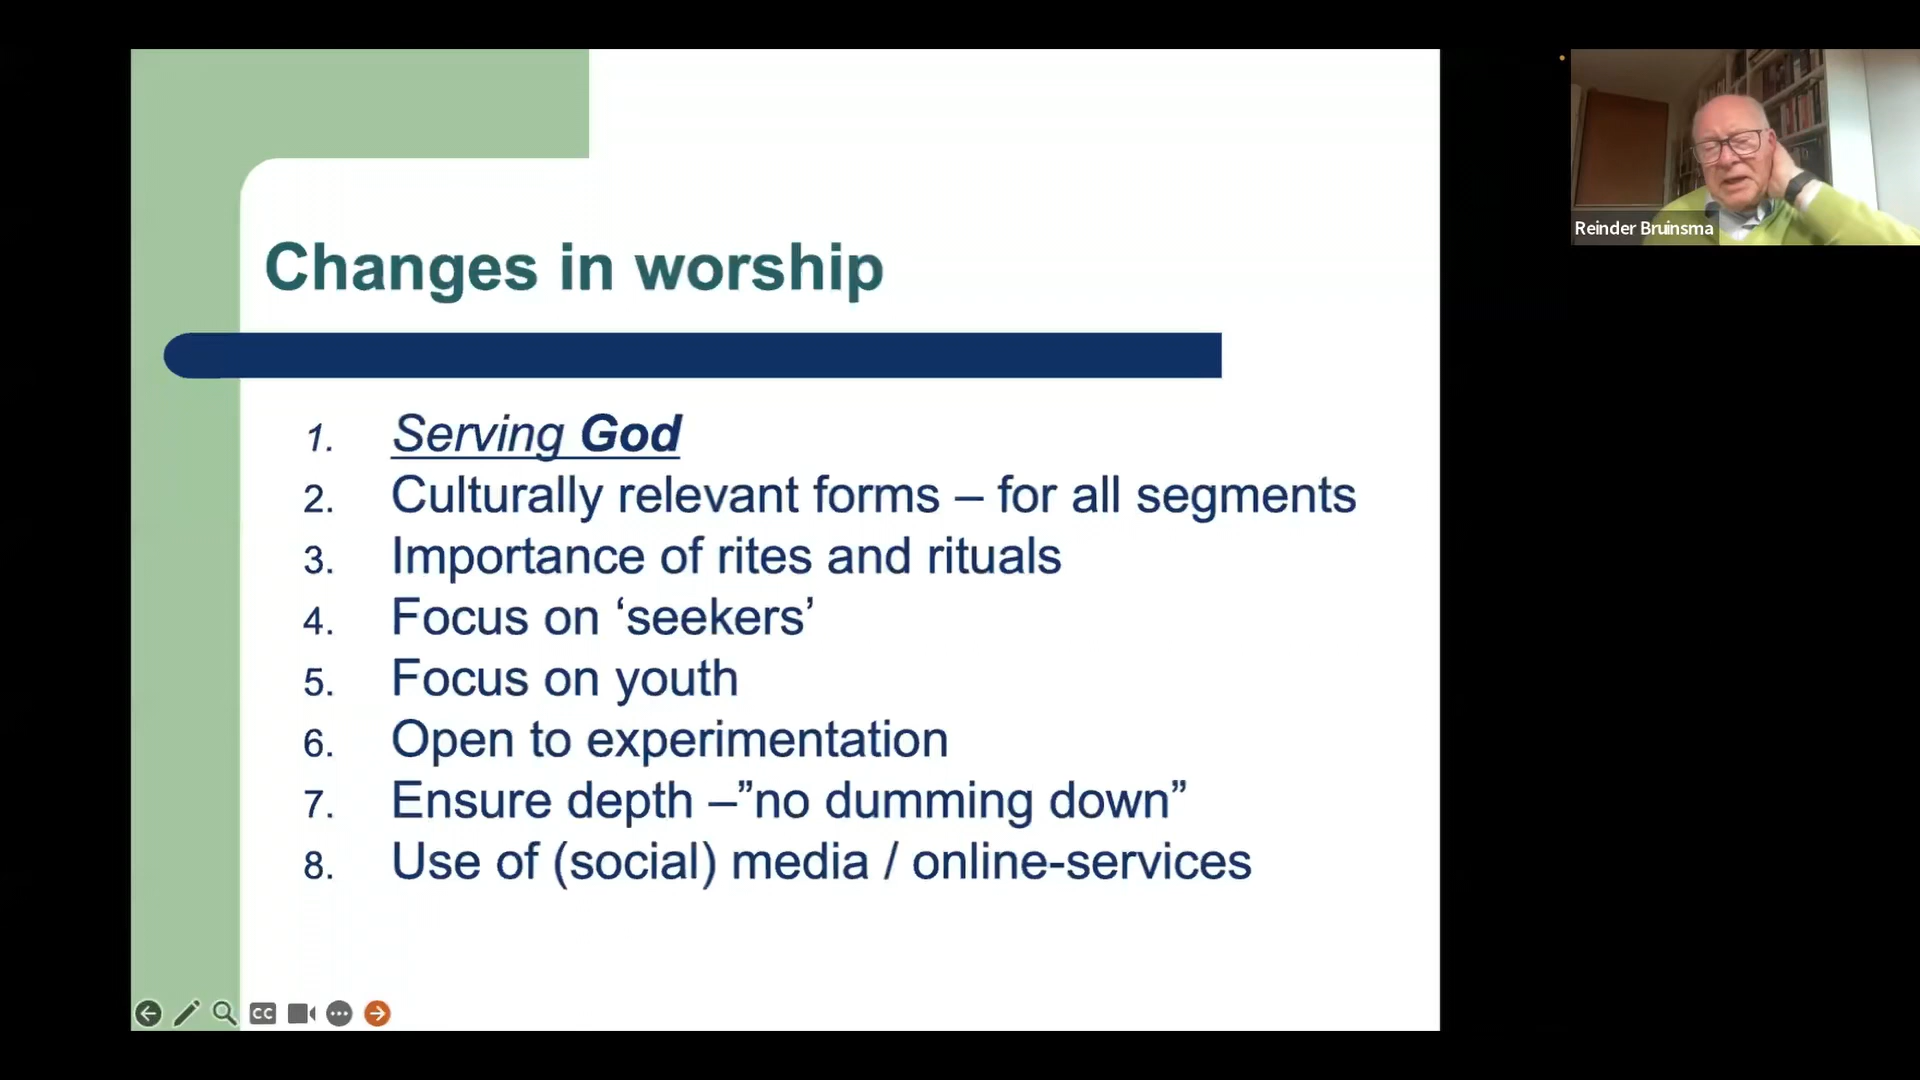 Changes in worship
1. Serving God
2. Culturally relevant forms – for all segments
3. Importance of rites and rituals
4. Focus on ‘seekers’
5. Focus on youth
6. Open to experimentation
7. Ensure depth –”no dumming down”
8. Use of (social) media / online-services
CC
Reinder Bruinsma